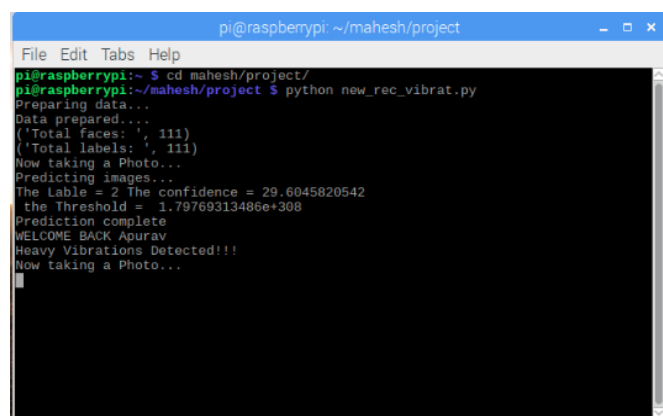 pi@raspberrypi: ~/mahesh/project
File Edit Tabs Help
pi@raspberrypi:~ $ cd mahesh/project/
pi@raspberrypi:~/mahesh/project $ python new_rec_vibrat.py
Preparing data...
Data prepared....
('Total faces: ', 111)
('Total labels: ', 111)
Now taking a Photo...
Predicting images...
The Lable = 2 The confidence = 29.6045820542
 the Threshold =  1.79769313486e+308
Prediction complete
WELCOME BACK Apurav
Heavy Vibrations Detected!!!
Now taking a Photo...